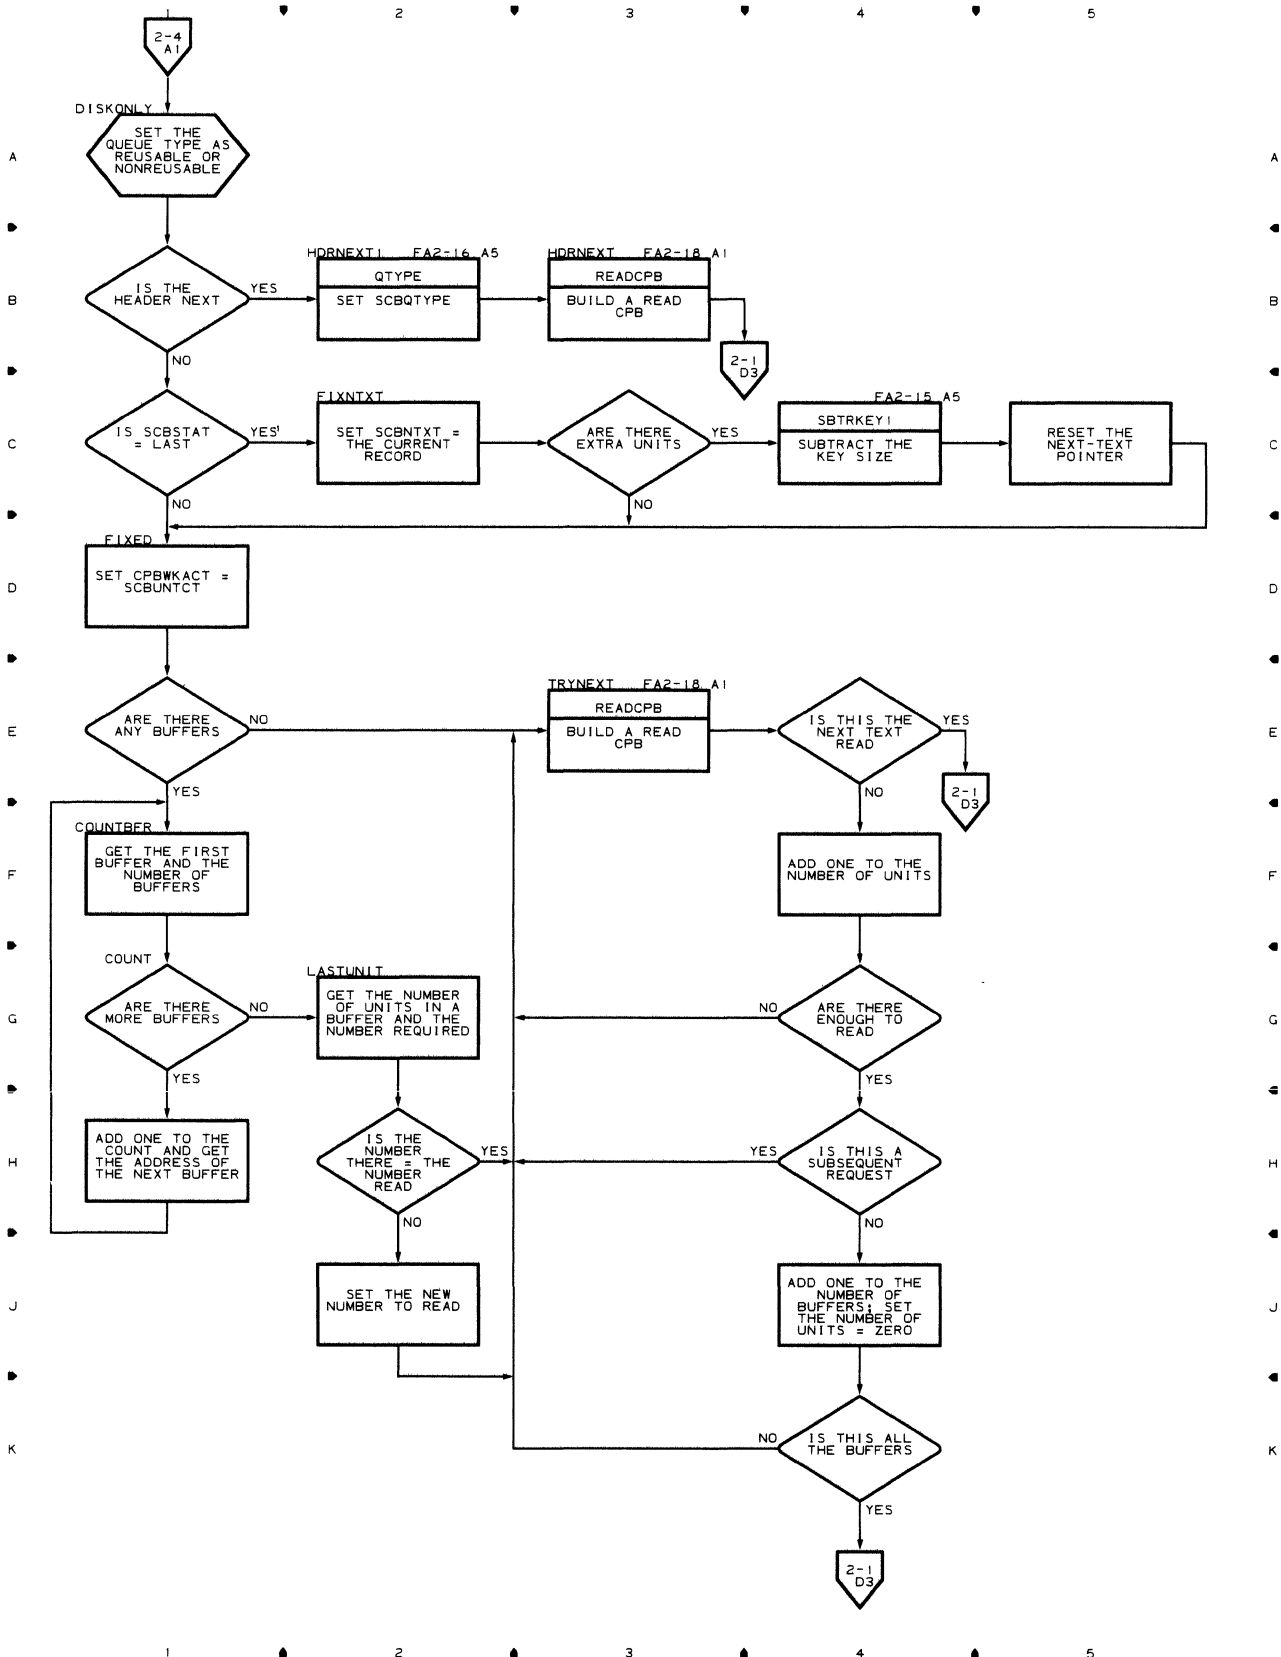 1 2 3 4 5
2-4
A1
DISKONLY
SET THE
QUEUE TYPE AS
REUSABLE OR
NONREUSABLE
A A
HDRNEXT1 FA2-16 A5
HDRNEXT FA2-18 A1
IS THE
HEADER NEXT
YES
QTYPE
SET SCBQTYPE
READCPB
BUILD A READ
CPB
B B
NO
2-1
D3
FIXNTXT
FA2-15 A5
IS SCBSTAT
= LAST
YES'
SET SCBNTXT =
THE CURRENT
RECORD
ARE THERE
EXTRA UNITS
YES
SBTRKEY1
SUBTRACT THE
KEY SIZE
RESET THE
NEXT-TEXT
POINTER
C C
NO
NO
FIXED
SET CPBWKACT =
SCBUNTCT
D D
TRYNEXT FA2-18 A1
ARE THERE
ANY BUFFERS
NO
READCPB
BUILD A READ
CPB
IS THIS THE
NEXT TEXT
READ
YES
E E
YES
NO
2-1
D3
COUNTBFR
GET THE FIRST
BUFFER AND THE
NUMBER OF
BUFFERS
ADD ONE TO THE
NUMBER OF UNITS
F F
COUNT
LASTUNIT
ARE THERE
MORE BUFFERS
NO
GET THE NUMBER
OF UNITS IN A
BUFFER AND THE
NUMBER REQUIRED
NO
ARE THERE
ENOUGH TO
READ
G G
YES
YES
ADD ONE TO THE
COUNT AND GET
THE ADDRESS OF
THE NEXT BUFFER
IS THE
NUMBER
THERE = THE
NUMBER
READ
YES
YES
IS THIS A
SUBSEQUENT
REQUEST
H H
NO
NO
SET THE NEW
NUMBER TO READ
ADD ONE TO THE
NUMBER OF
BUFFERS; SET
THE NUMBER OF
UNITS = ZERO
J J
NO
IS THIS ALL
THE BUFFERS
K K
YES
2-1
D3
1 2 3 4 5